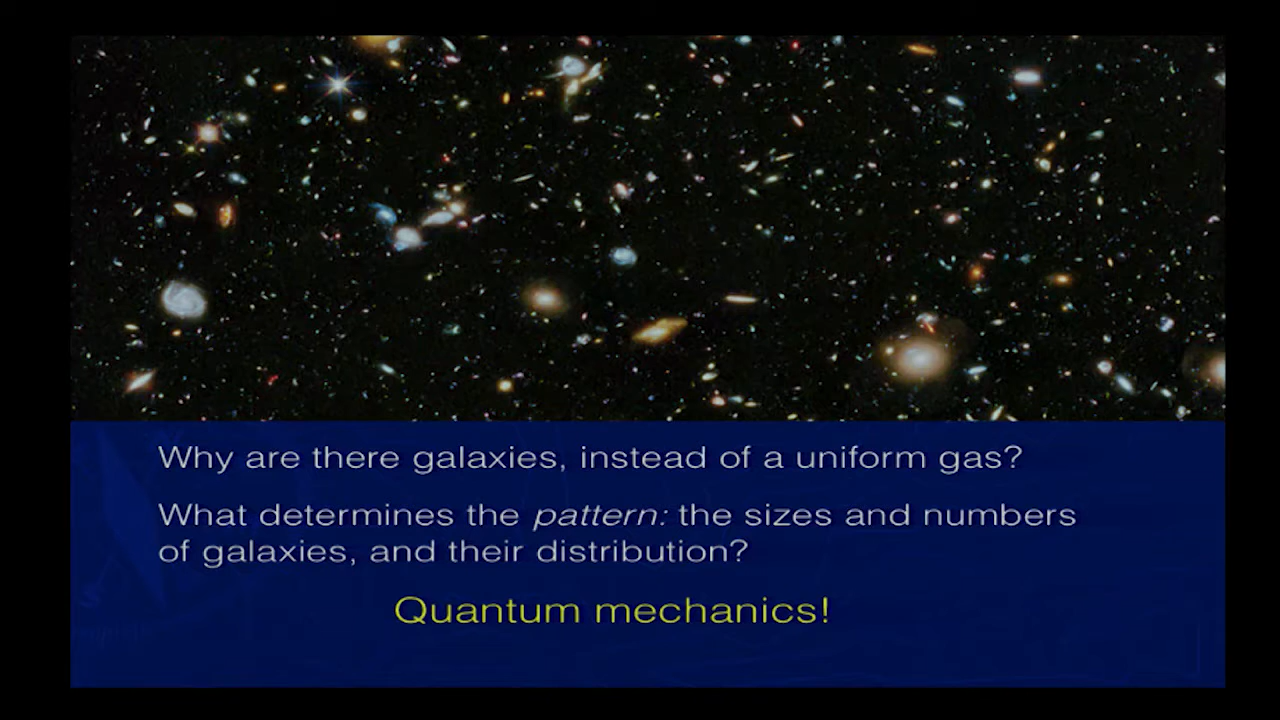 Why are there galaxies, instead of a uniform gas?
What determines the pattern: the sizes and numbers
of galaxies, and their distribution?
Quantum mechanics!